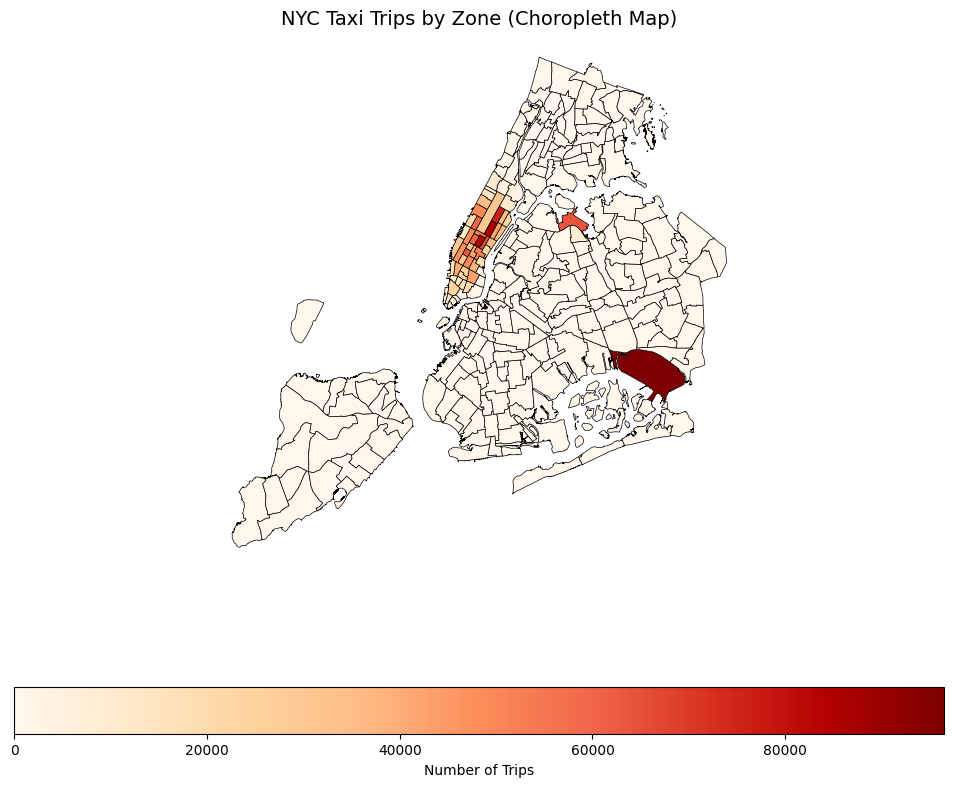 NYC Taxi Trips by Zone (Choropleth Map)
0 20000 40000 60000 80000
Number of Trips